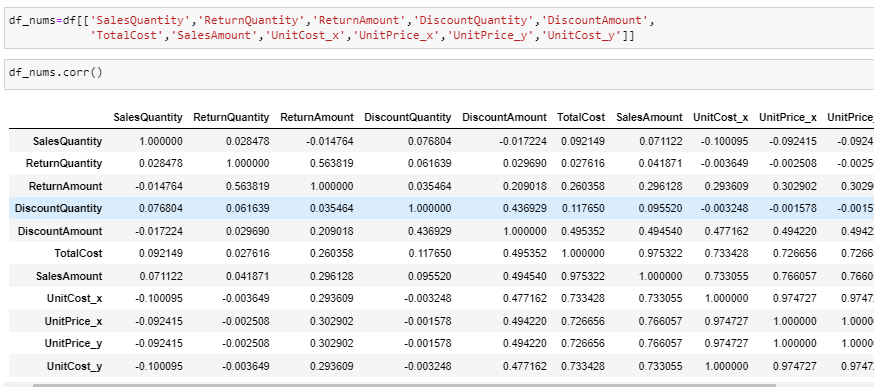 df_nums=df[['SalesQuantity','ReturnQuantity','ReturnAmount','DiscountQuantity','DiscountAmount',
'TotalCost','SalesAmount','UnitCost_x','UnitPrice_x','UnitPrice_y','UnitCost_y']]
df_nums.corr()
SalesQuantity ReturnQuantity ReturnAmount DiscountQuantity DiscountAmount TotalCost SalesAmount UnitCost_x UnitPrice_x UnitPrice_
SalesQuantity 1.000000 0.028478 -0.014764 0.076804 -0.017224 0.092149 0.071122 -0.100095 -0.092415 -0.0924
ReturnQuantity 0.028478 1.000000 0.563819 0.061639 0.029690 0.027616 0.041871 -0.003649 -0.002508 -0.0025
ReturnAmount -0.014764 0.563819 1.000000 0.035464 0.209018 0.260358 0.296128 0.293609 0.302902 0.3029
DiscountQuantity 0.076804 0.061639 0.035464 1.000000 0.436929 0.117650 0.095520 -0.003248 -0.001578 -0.0015
DiscountAmount -0.017224 0.029690 0.209018 0.436929 1.000000 0.495352 0.494540 0.477162 0.494220 0.4942
TotalCost 0.092149 0.027616 0.260358 0.117650 0.495352 1.000000 0.975322 0.733428 0.726656 0.7266
SalesAmount 0.071122 0.041871 0.296128 0.095520 0.494540 0.975322 1.000000 0.733055 0.766057 0.7660
UnitCost_x -0.100095 -0.003649 0.293609 -0.003248 0.477162 0.733428 0.733055 1.000000 0.974727 0.9747
UnitPrice_x -0.092415 -0.002508 0.302902 -0.001578 0.494220 0.726656 0.766057 0.974727 1.000000 1.0000
UnitPrice_y -0.092415 -0.002508 0.302902 -0.001578 0.494220 0.726656 0.766057 0.974727 1.000000 1.0000
UnitCost_y -0.100095 -0.003649 0.293609 -0.003248 0.477162 0.733428 0.733055 1.000000 0.974727 0.9747